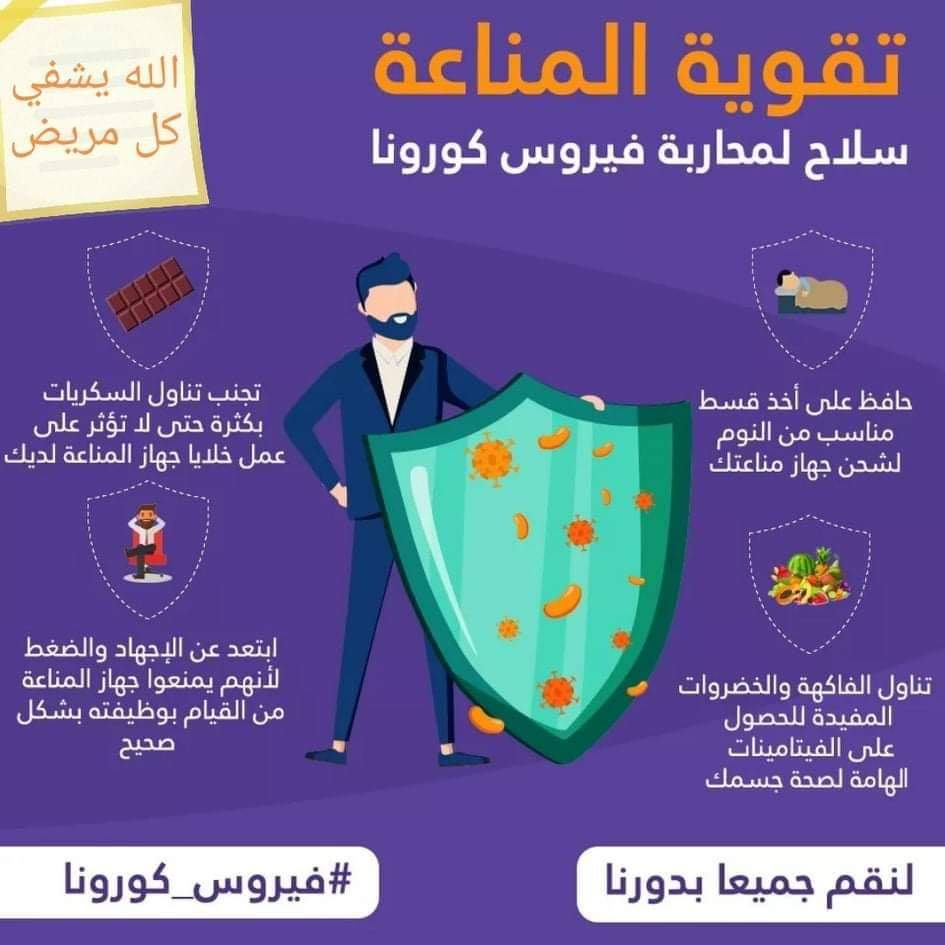 الله يشفي
كل مريض
تقوية المناعة
سلاح لمحاربة فيروس كورونا
حافظ على أخذ قسط
مناسب من النوم
لشحن جهاز مناعتك
تجنب تناول السكريات
بكثرة حتى لا تؤثر على
عمل خلايا جهاز المناعة لديك
تناول الفاكهة والخضروات
المفيدة للحصول
على الفيتامينات
الهامة لصحة جسمك
ابتعد عن الإجهاد والضغط
لأنهم يمنعوا جهاز المناعة
من القيام بوظيفته بشكل
صحيح
لنقم جميعا بدورنا
#فيروس_كورونا